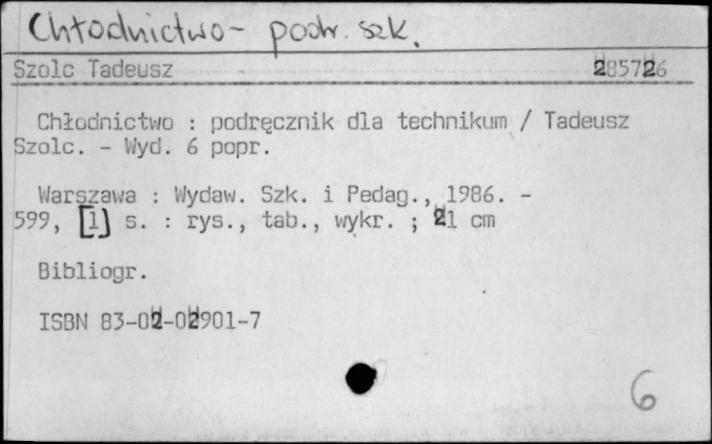 Chłodnictwo - podr. szk.
Szolc Tadeusz 285726
Chłodnictwo : podręcznik dla technikum / Tadeusz
Szolc. - Wyd. 6 popr.
Warszawa : Wydaw. Szk. i Pedag., 1986. -
599, [1] s. : rys., tab., wykr. ; 21 cm
Bibliogr.
ISBN 83-02-02901-7
6